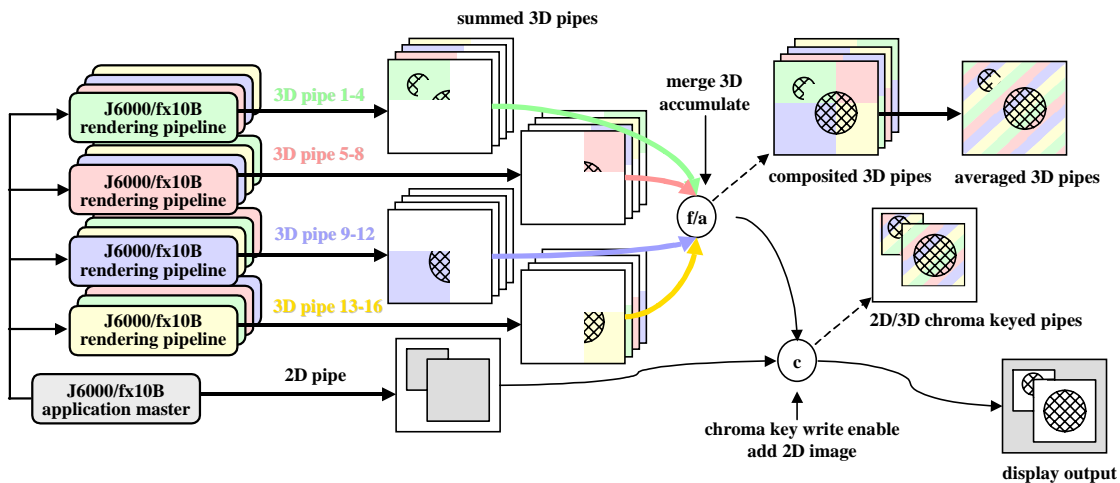 summed 3D pipes
merge 3D
accumulate
J6000/fx10B
rendering pipeline
3D pipe 1-4
composited 3D pipes
averaged 3D pipes
J6000/fx10B
rendering pipeline
3D pipe 5-8
f/a
J6000/fx10B
rendering pipeline
3D pipe 9-12
J6000/fx10B
rendering pipeline
3D pipe 13-16
2D/3D chroma keyed pipes
J6000/fx10B
application master
2D pipe
c
chroma key write enable
add 2D image
display output